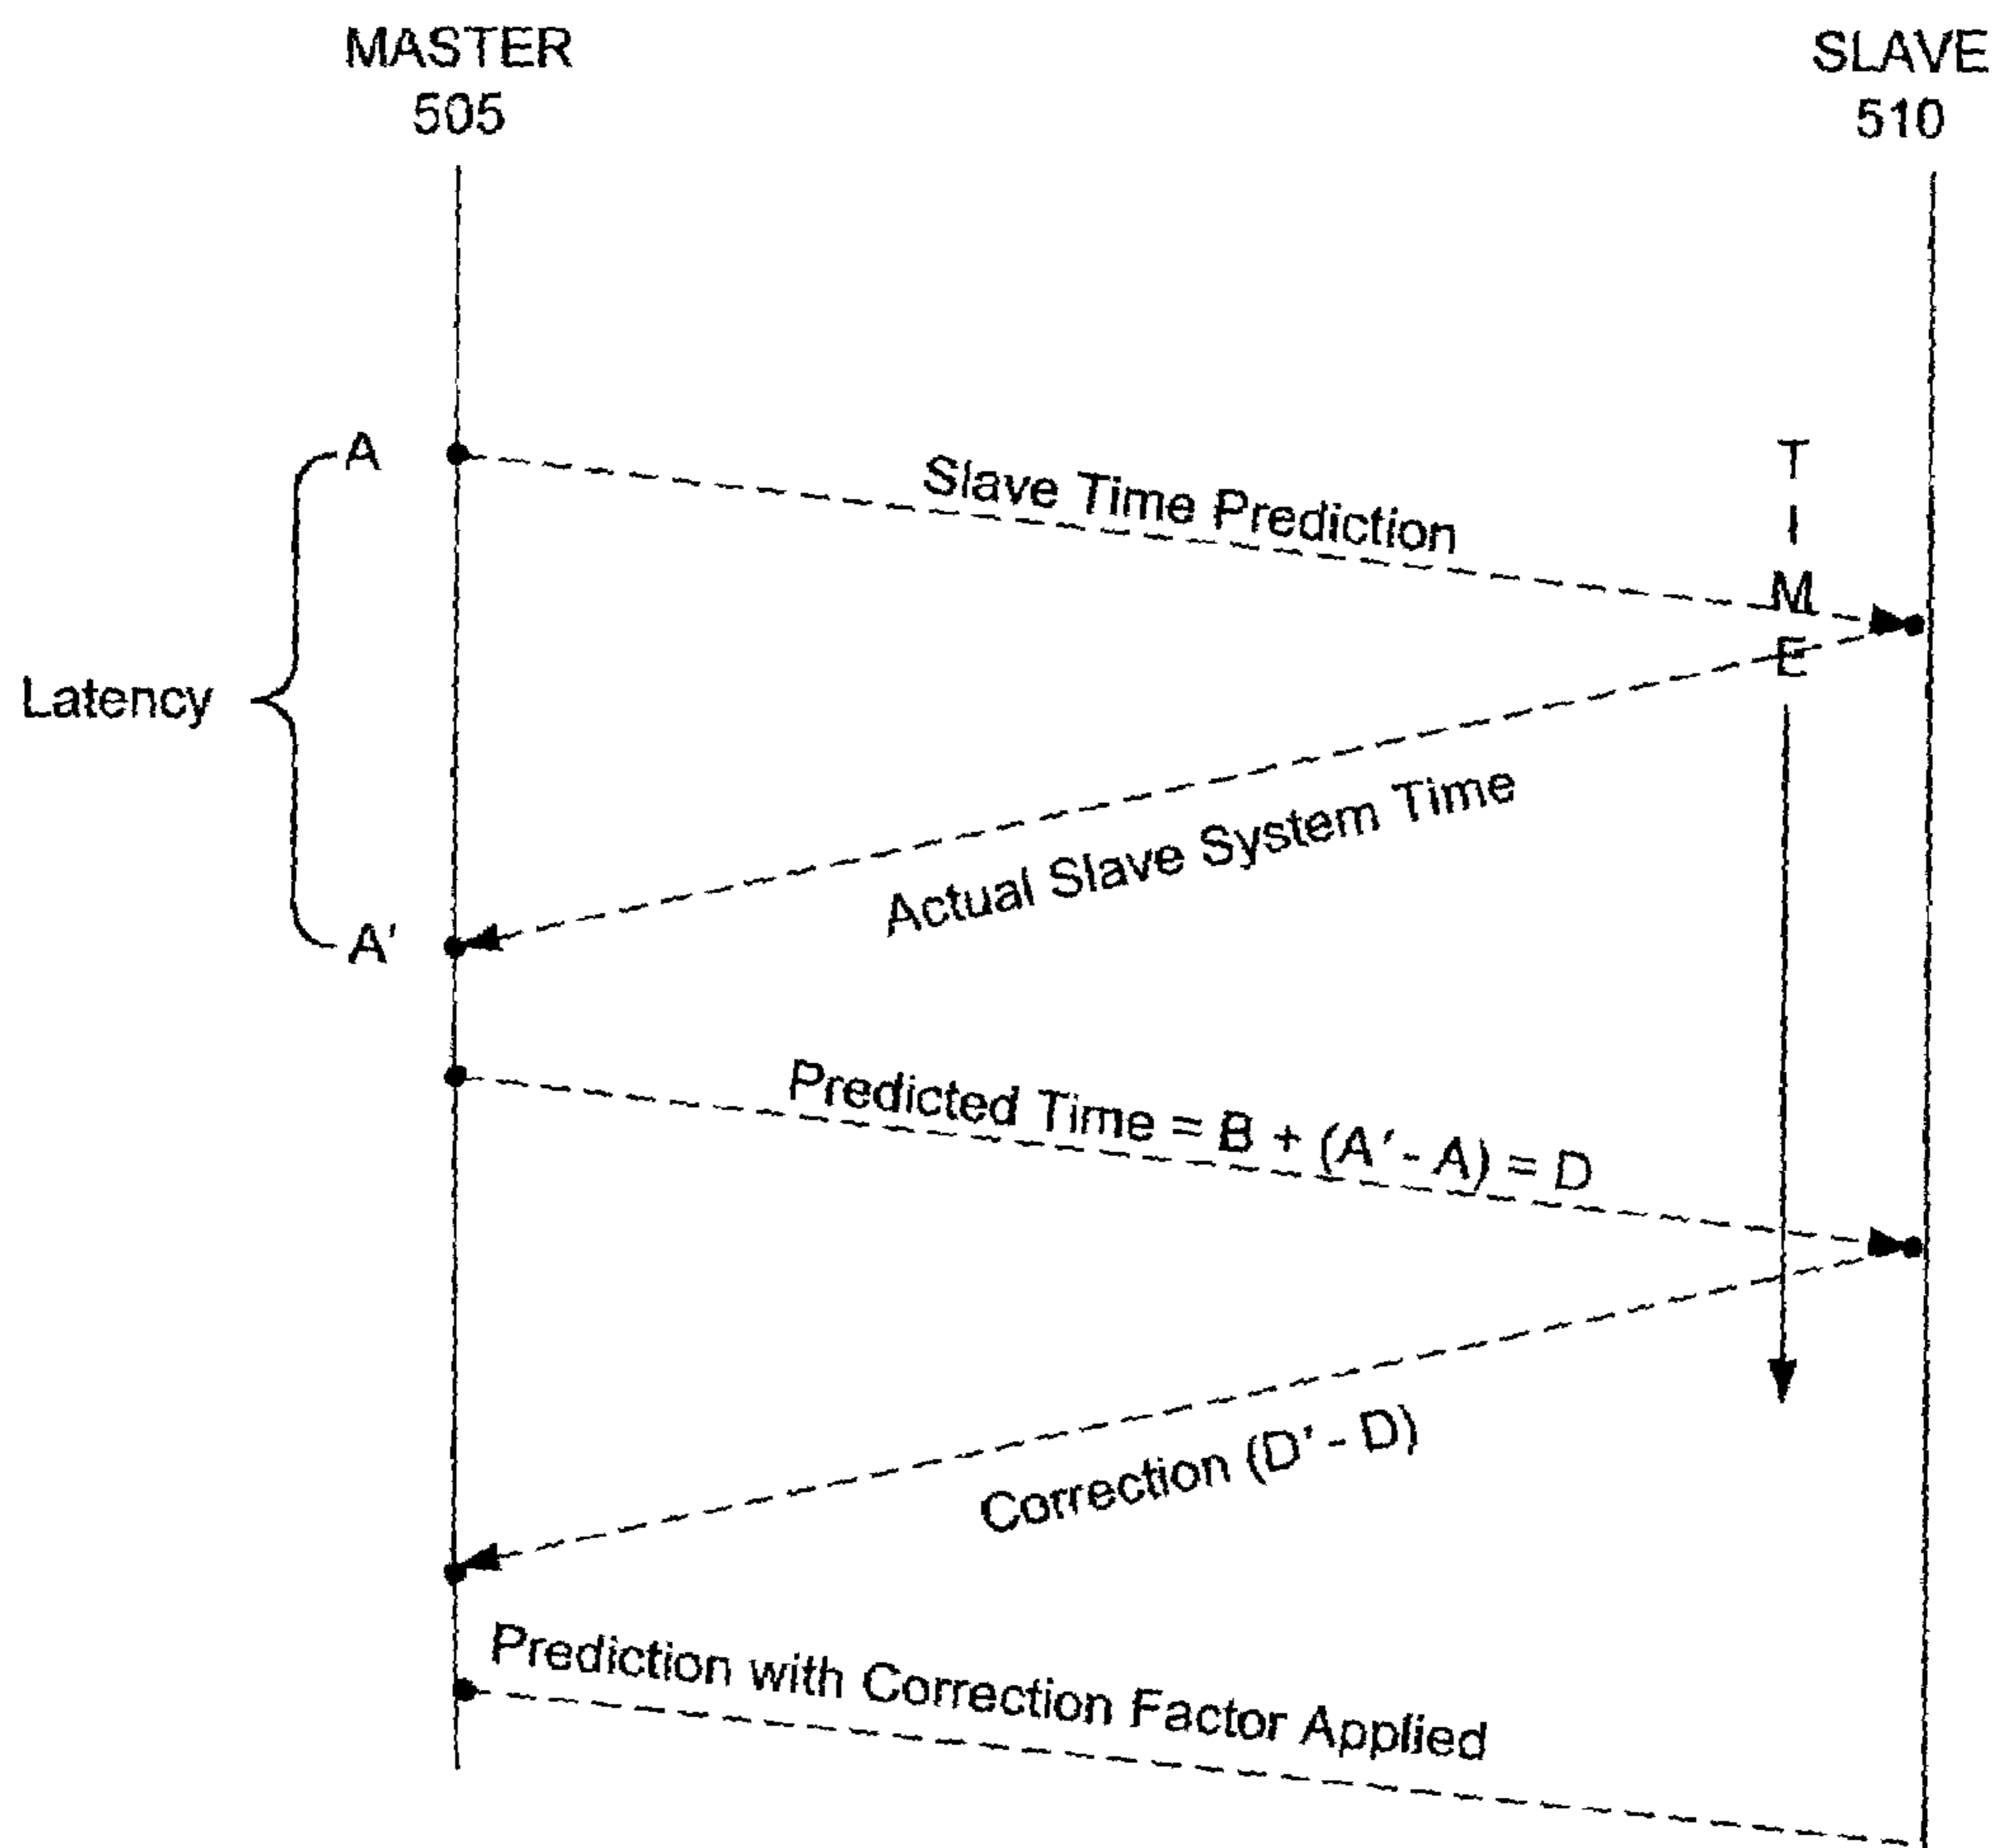 MASTER
505
SLAVE
510
A
Slave Time Prediction
T
I
M
E
Latency
Actual Slave System Time
A'
Predicted Time = B + (A' - A) = D
Correction (D' - D)
Prediction with Correction Factor Applied